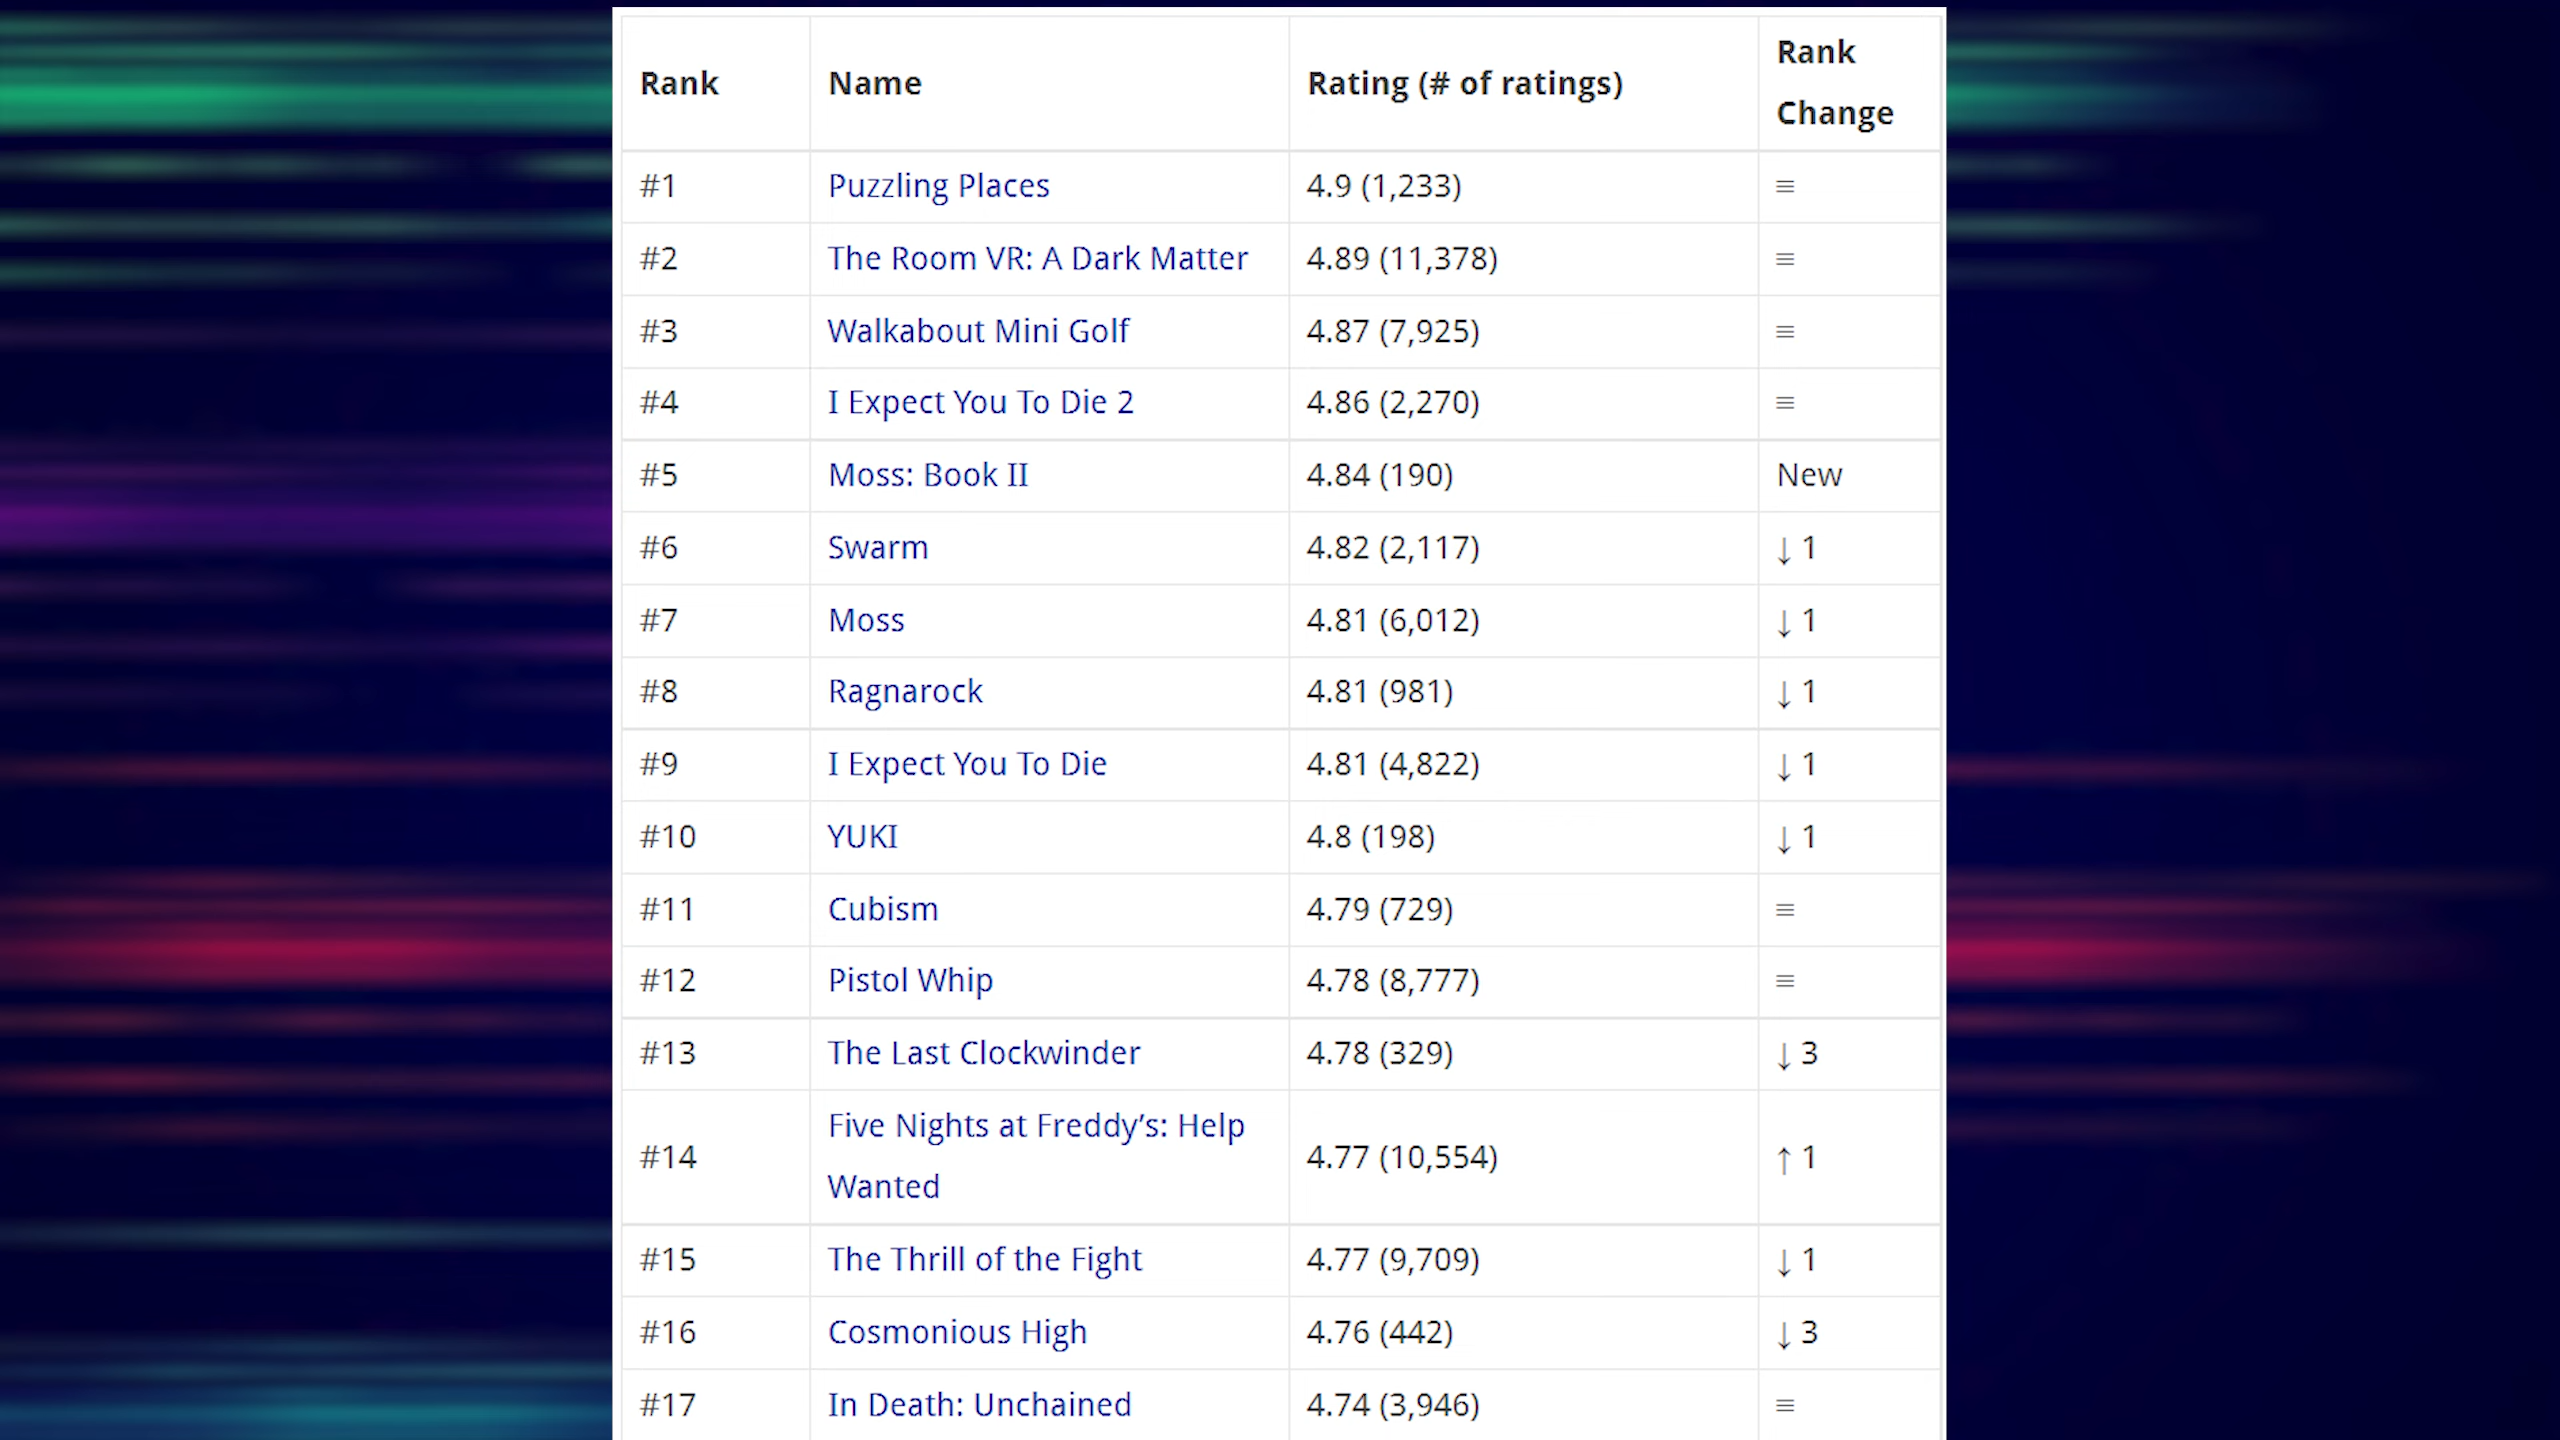 Rank Name Rating (# of ratings) Rank
Change
#1 Puzzling Places 4.9 (1,233) ≡
#2 The Room VR: A Dark Matter 4.89 (11,378) ≡
#3 Walkabout Mini Golf 4.87 (7,925) ≡
#4 I Expect You To Die 2 4.86 (2,270) ≡
#5 Moss: Book II 4.84 (190) New
#6 Swarm 4.82 (2,117) ↓ 1
#7 Moss 4.81 (6,012) ↓ 1
#8 Ragnarock 4.81 (981) ↓ 1
#9 I Expect You To Die 4.81 (4,822) ↓ 1
#10 YUKI 4.8 (198) ↓ 1
#11 Cubism 4.79 (729) ≡
#12 Pistol Whip 4.78 (8,777) ≡
#13 The Last Clockwinder 4.78 (329) ↓ 3
#14 Five Nights at Freddy’s: Help
Wanted 4.77 (10,554) ↑ 1
#15 The Thrill of the Fight 4.77 (9,709) ↓ 1
#16 Cosmonious High 4.76 (442) ↓ 3
#17 In Death: Unchained 4.74 (3,946) ≡